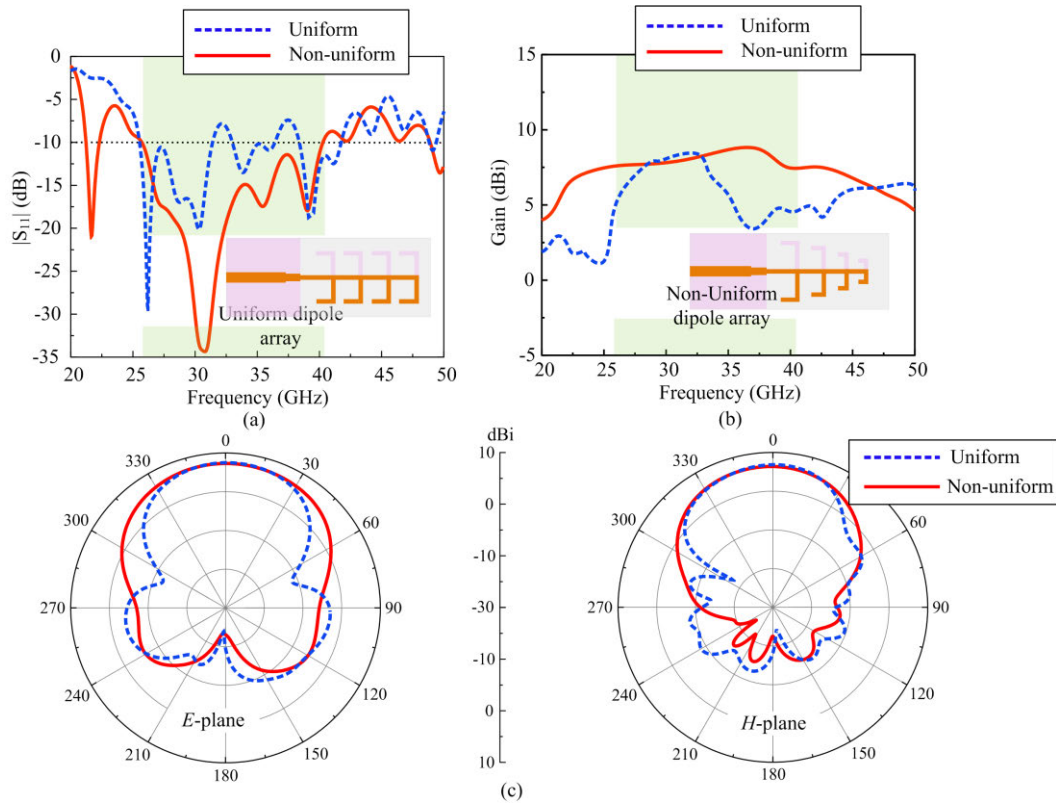 Uniform
Non-uniform
0
-5
-10
-15
-20
-25
-30
-35
|S₁₁| (dB)
Uniform dipole
array
20 25 30 35 40 45 50
Frequency (GHz)
(a)
Uniform
Non-uniform
15
10
5
0
-5
Gain (dBi)
Non-Uniform
dipole array
20 25 30 35 40 45 50
Frequency (GHz)
(b)
0
30
60
90
120
150
180
210
240
270
300
330
E-plane
dBi
10
0
-10
-30
-10
0
10
0
60
90
120
150
180
210
240
270
300
330
H-plane
Uniform
Non-uniform
(c)